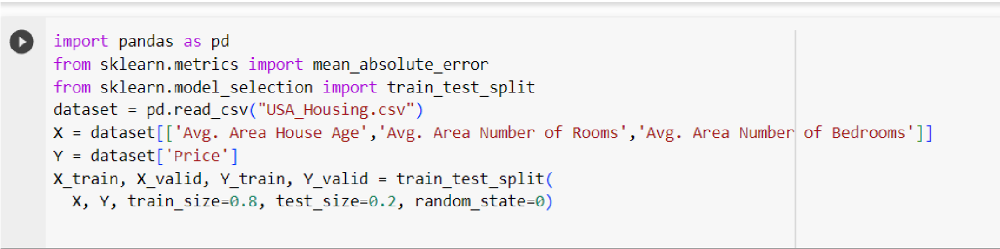 import pandas as pd
from sklearn.metrics import mean_absolute_error
from sklearn.model_selection import train_test_split
dataset = pd.read_csv("USA_Housing.csv")
X = dataset[['Avg. Area House Age','Avg. Area Number of Rooms','Avg. Area Number of Bedrooms']]
Y = dataset['Price']
X_train, X_valid, Y_train, Y_valid = train_test_split(
  X, Y, train_size=0.8, test_size=0.2, random_state=0)